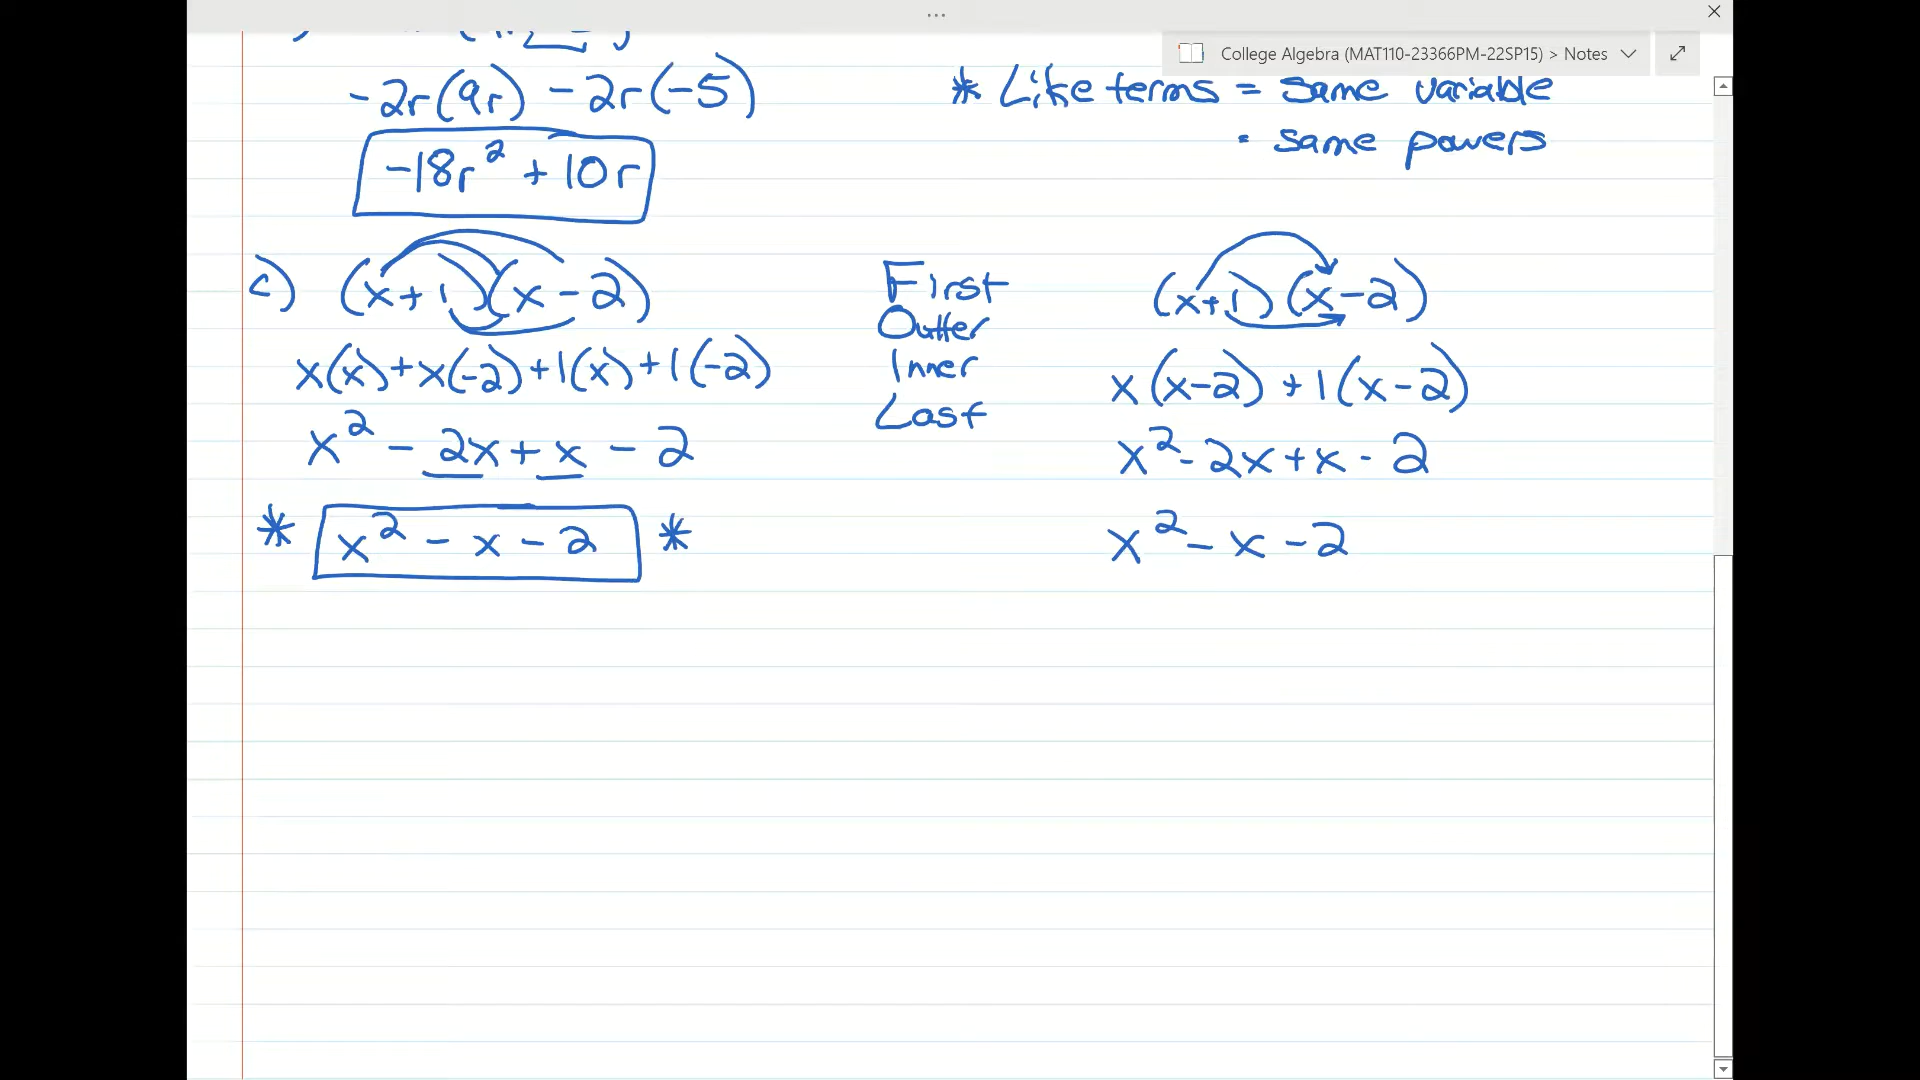 ...
College Algebra (MAT110-23366PM-22SP15) > Notes
-2r(9r) - 2r(-5)
* Like terms = same variable
= same powers
-18r² + 10r
c) (x+1)(x-2)
x(x)+x(-2)+1(x)+1(-2)
x² - 2x + x - 2
* x² - x - 2 *
First
Outter
Inner
Last
(x+1)(x-2)
x(x-2) + 1(x-2)
x² - 2x + x - 2
x² - x - 2